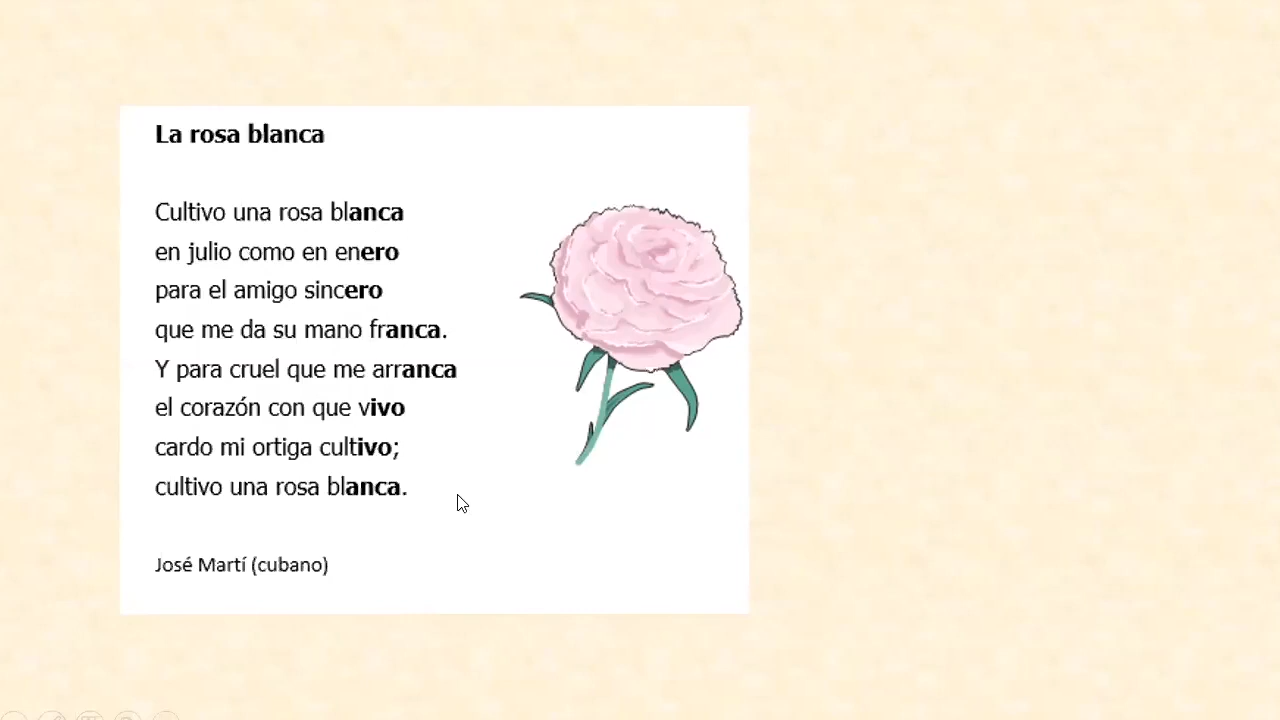 La rosa blanca
Cultivo una rosa blanca
en julio como en enero
para el amigo sincero
que me da su mano franca.
Y para cruel que me arranca
el corazón con que vivo
cardo mi ortiga cultivo;
cultivo una rosa blanca.
José Martí (cubano)